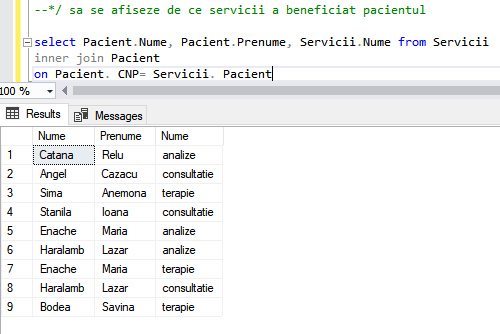 --*/ sa se afiseze de ce servicii a beneficiat pacientul
select Pacient.Nume, Pacient.Prenume, Servicii.Nume from Servicii
inner join Pacient
on Pacient. CNP= Servicii. Pacient
100 %
Results Messages
Nume Prenume Nume
1 Catana Relu analize
2 Angel Cazacu consultatie
3 Sima Anemona terapie
4 Stanila Ioana consultatie
5 Enache Maria analize
6 Haralamb Lazar analize
7 Enache Maria terapie
8 Haralamb Lazar consultatie
9 Bodea Savina terapie